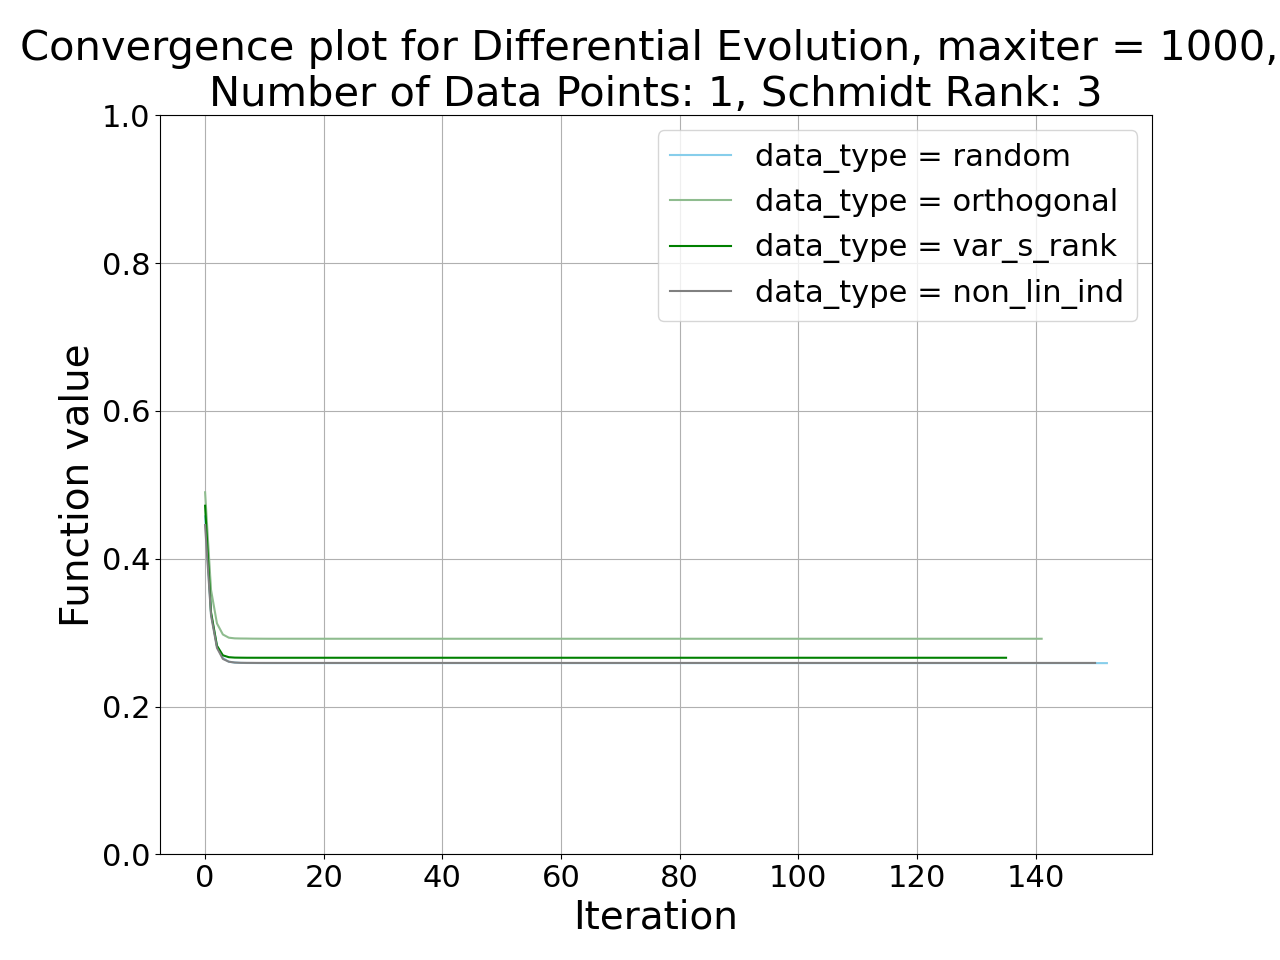 Convergence plot for Differential Evolution, maxiter = 1000,
Number of Data Points: 1, Schmidt Rank: 3
1.0
0.8
0.6
0.4
0.2
0.0
Function value
data_type = random
data_type = orthogonal
data_type = var_s_rank
data_type = non_lin_ind
0 20 40 60 80 100 120 140
Iteration